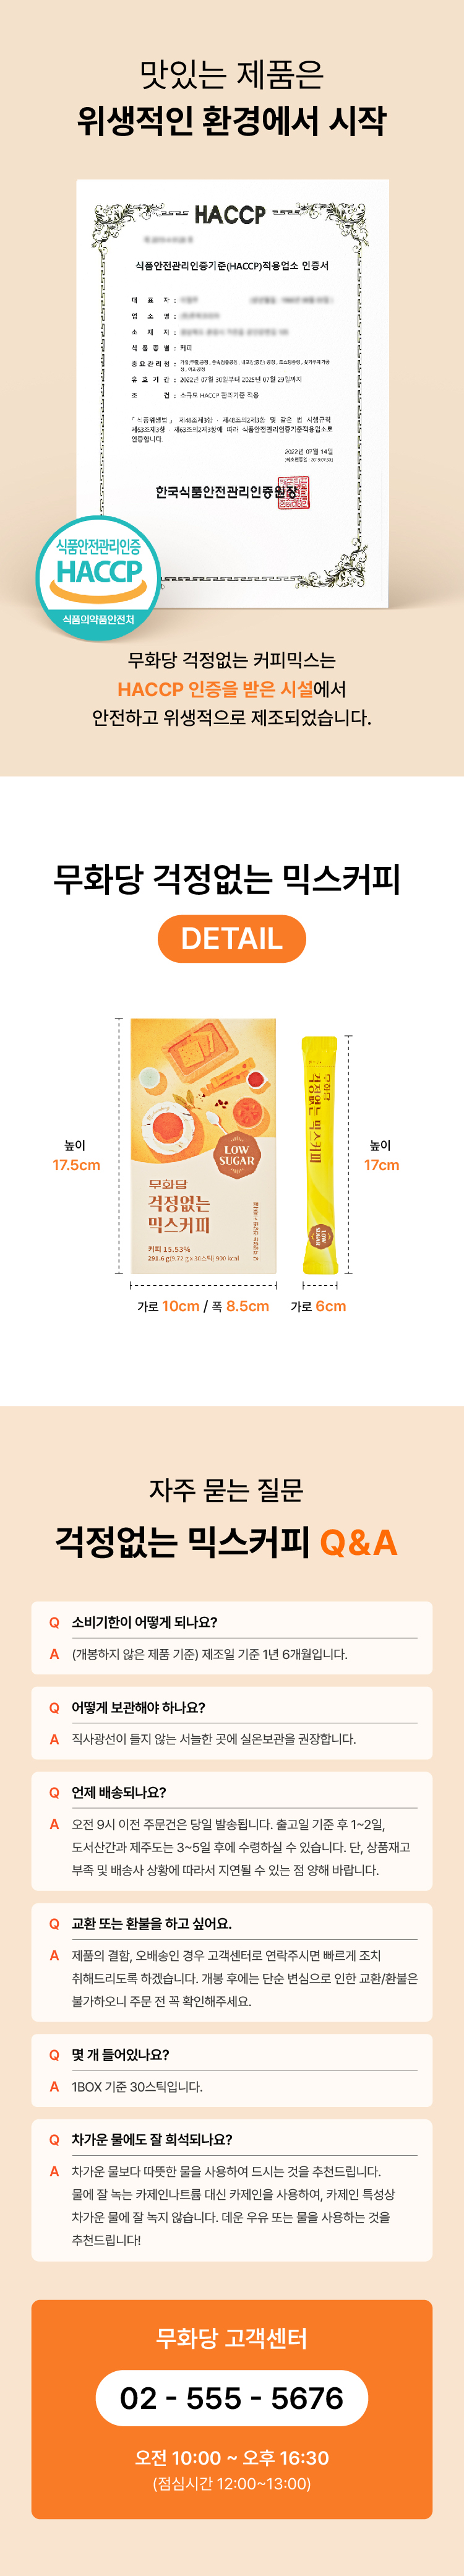 맛있는 제품은
위생적인 환경에서 시작
HACCP
식품안전관리인증기준(HACCP)적용업소 인증서
대 표 자 :
업 소 명 :
소 재 지 :
식 품 종 별 : 커피
중요관리점 :
유 효 기 간 : 2022년 07월 30일부터 2025년 07월 29일까지
조 건 : 소규모 HACCP 관리기준 적용
「식품위생법」 제48조제3항ㆍ제48조의2제3항 및 같은 법 시행규칙
제63조제3항ㆍ제63조의2제3항에 따라 식품안전관리인증기준적용업소로
인증합니다.
2022년 07월 14일
한국식품안전관리인증원장
식품안전관리인증
HACCP
식품의약품안전처
무화당 걱정없는 커피믹스는
HACCP 인증을 받은 시설에서
안전하고 위생적으로 제조되었습니다.
무화당 걱정없는 믹스커피
DETAIL
높이
17.5cm
LOW
SUGAR
무화당
걱정없는
믹스커피
커피 15.53%
291.6 g(9.72 g x 30스틱) 900 kcal
무화당
걱정없는 믹스커피
LOW
SUGAR
높이
17cm
가로 10cm / 폭 8.5cm
가로 6cm
자주 묻는 질문
걱정없는 믹스커피 Q&A
Q 소비기한이 어떻게 되나요?
A (개봉하지 않은 제품 기준) 제조일 기준 1년 6개월입니다.
Q 어떻게 보관해야 하나요?
A 직사광선이 들지 않는 서늘한 곳에 실온보관을 권장합니다.
Q 언제 배송되나요?
A 오전 9시 이전 주문건은 당일 발송됩니다. 출고일 기준 후 1~2일,
도서산간과 제주도는 3~5일 후에 수령하실 수 있습니다. 단, 상품재고
부족 및 배송사 상황에 따라서 지연될 수 있는 점 양해 바랍니다.
Q 교환 또는 환불을 하고 싶어요.
A 제품의 결함, 오배송인 경우 고객센터로 연락주시면 빠르게 조치
취해드리도록 하겠습니다. 개봉 후에는 단순 변심으로 인한 교환/환불은
불가하오니 주문 전 꼭 확인해주세요.
Q 몇 개 들어있나요?
A 1BOX 기준 30스틱입니다.
Q 차가운 물에도 잘 희석되나요?
A 차가운 물보다 따뜻한 물을 사용하여 드시는 것을 추천드립니다.
물에 잘 녹는 카제인나트륨 대신 카제인을 사용하여, 카제인 특성상
차가운 물에 잘 녹지 않습니다. 데운 우유 또는 물을 사용하는 것을
추천드립니다!
무화당 고객센터
02 - 555 - 5676
오전 10:00 ~ 오후 16:30
(점심시간 12:00~13:00)